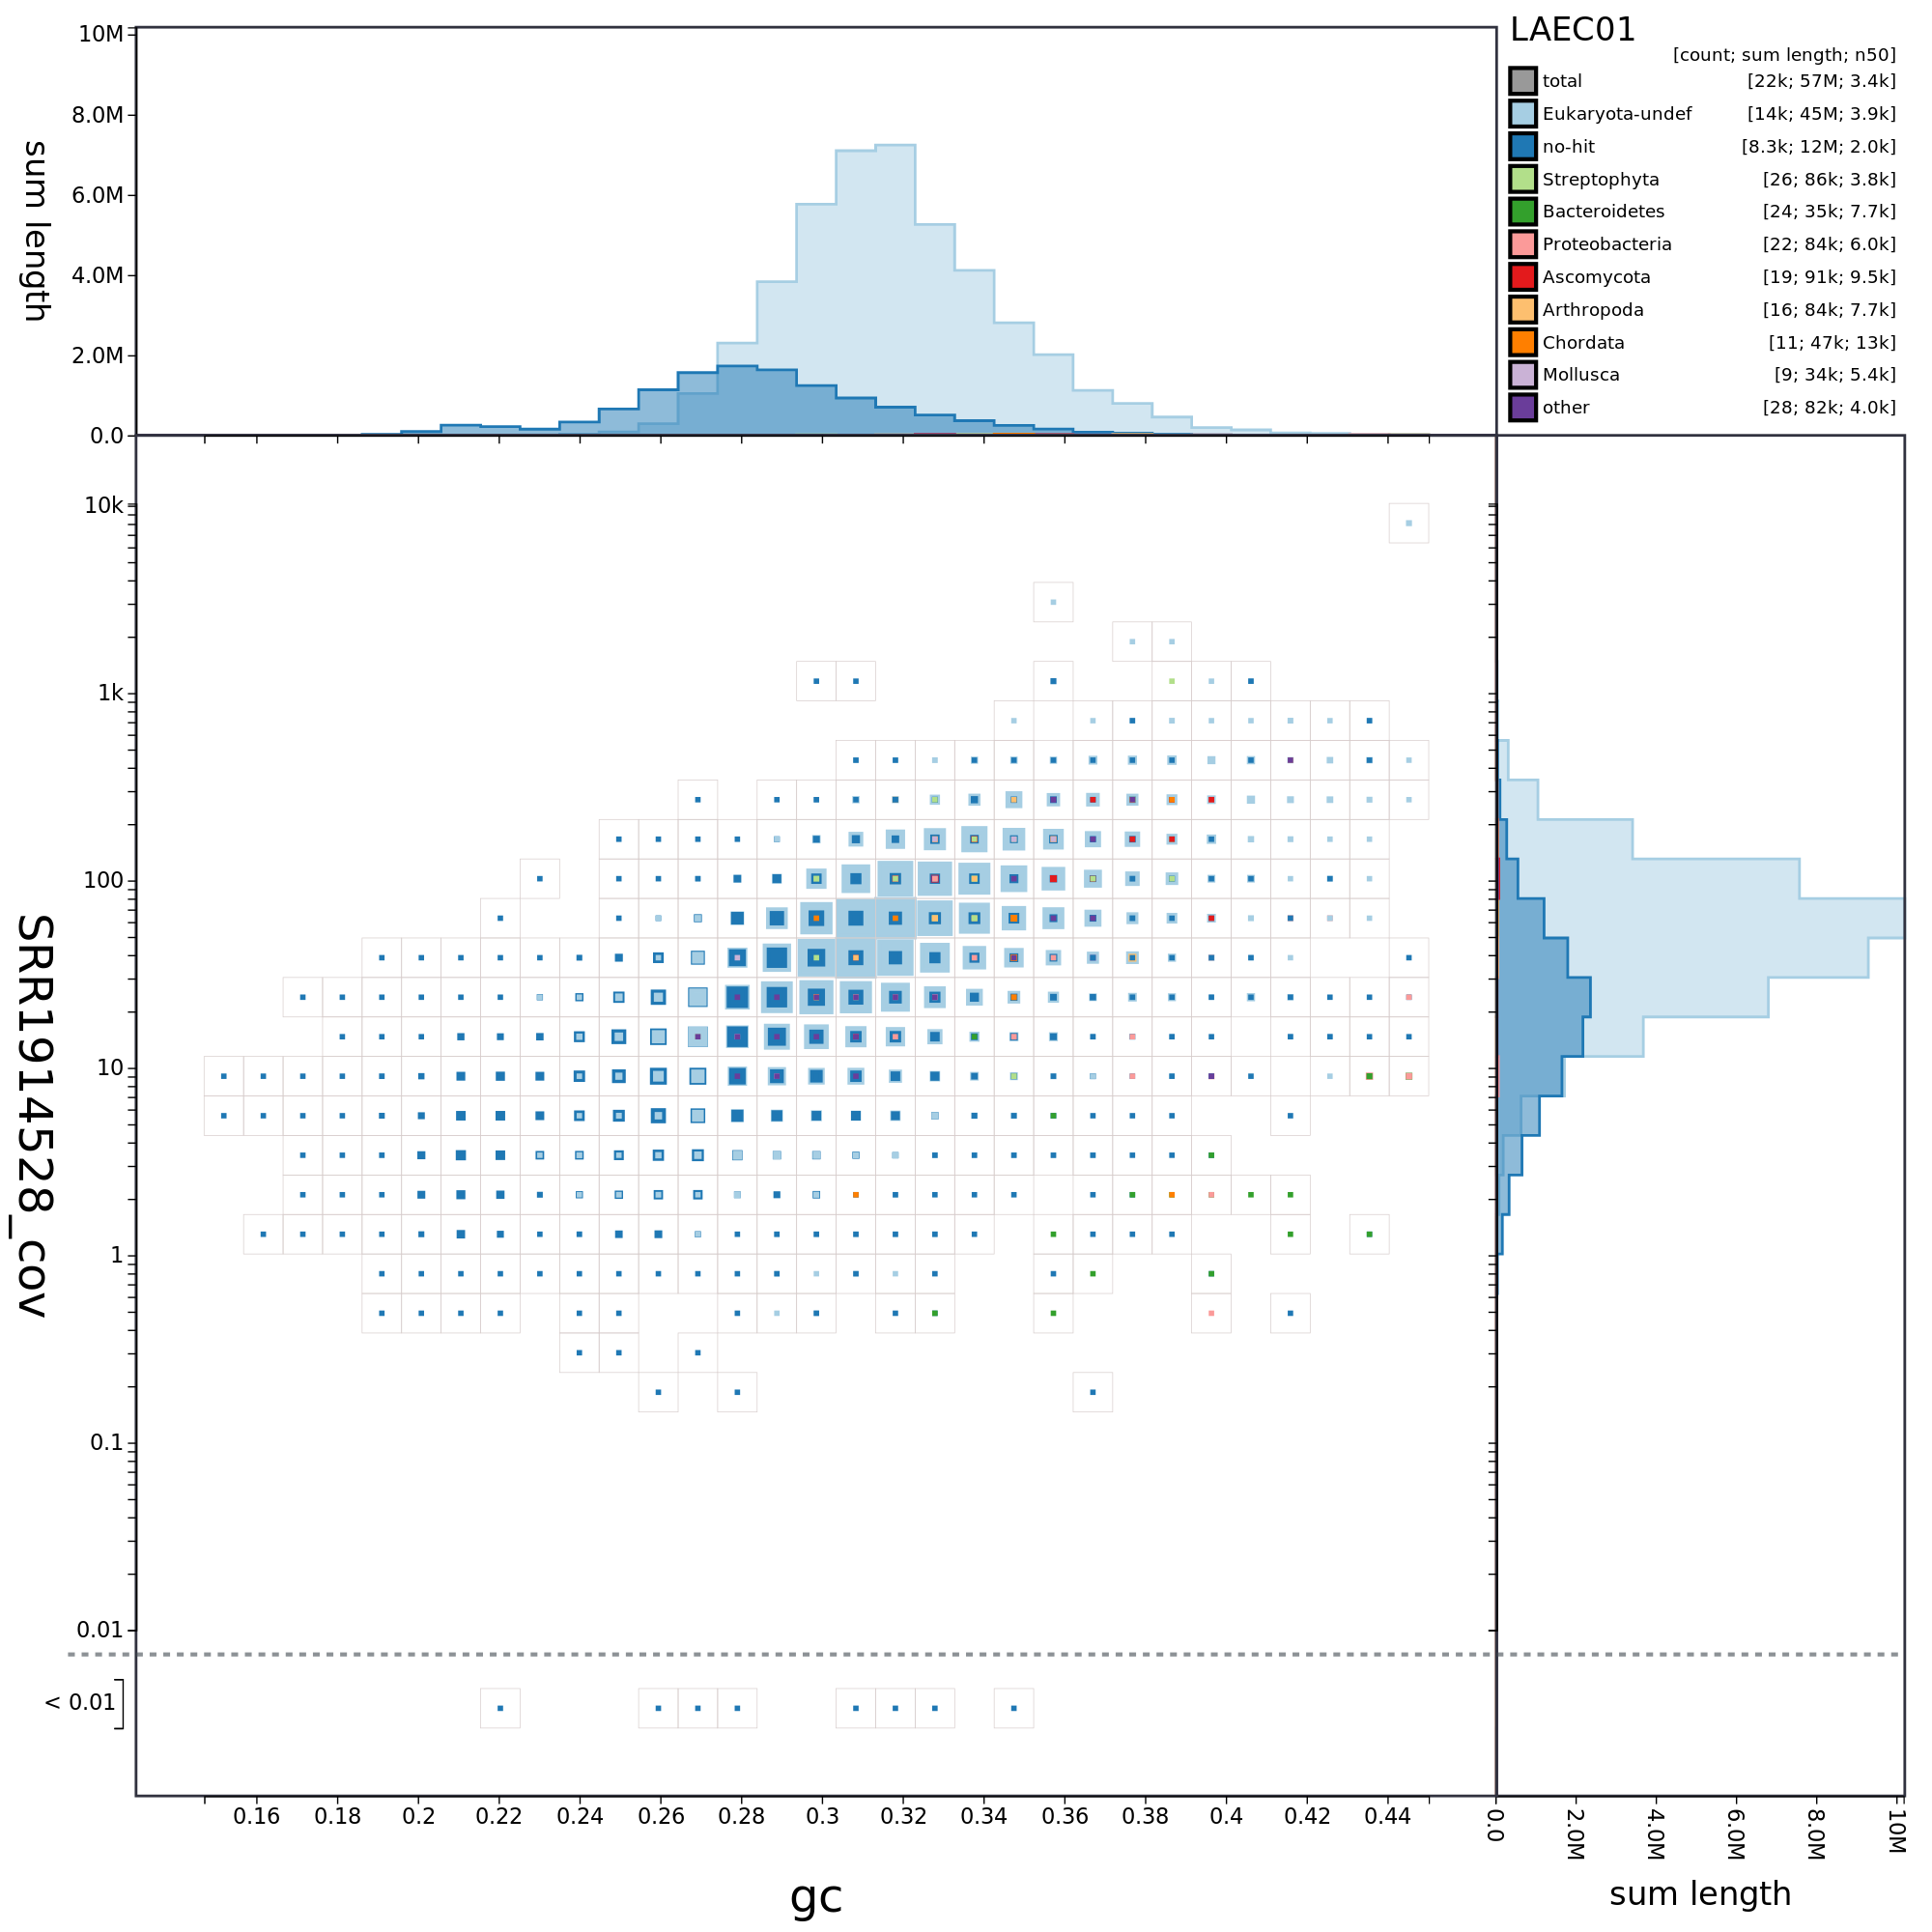 LAEC01
[count; sum length; n50]
total [22k; 57M; 3.4k]
Eukaryota-undef [14k; 45M; 3.9k]
no-hit [8.3k; 12M; 2.0k]
Streptophyta [26; 86k; 3.8k]
Bacteroidetes [24; 35k; 7.7k]
Proteobacteria [22; 84k; 6.0k]
Ascomycota [19; 91k; 9.5k]
Arthropoda [16; 84k; 7.7k]
Chordata [11; 47k; 13k]
Mollusca [9; 34k; 5.4k]
other [28; 82k; 4.0k]
10M
8.0M
6.0M
4.0M
2.0M
0.0
sum length
10k
1k
100
10
1
0.1
0.01
< 0.01
SRR1914528_cov
0.16 0.18 0.2 0.22 0.24 0.26 0.28 0.3 0.32 0.34 0.36 0.38 0.4 0.42 0.44
gc
0.0 2.0M 4.0M 6.0M 8.0M 10M
sum length